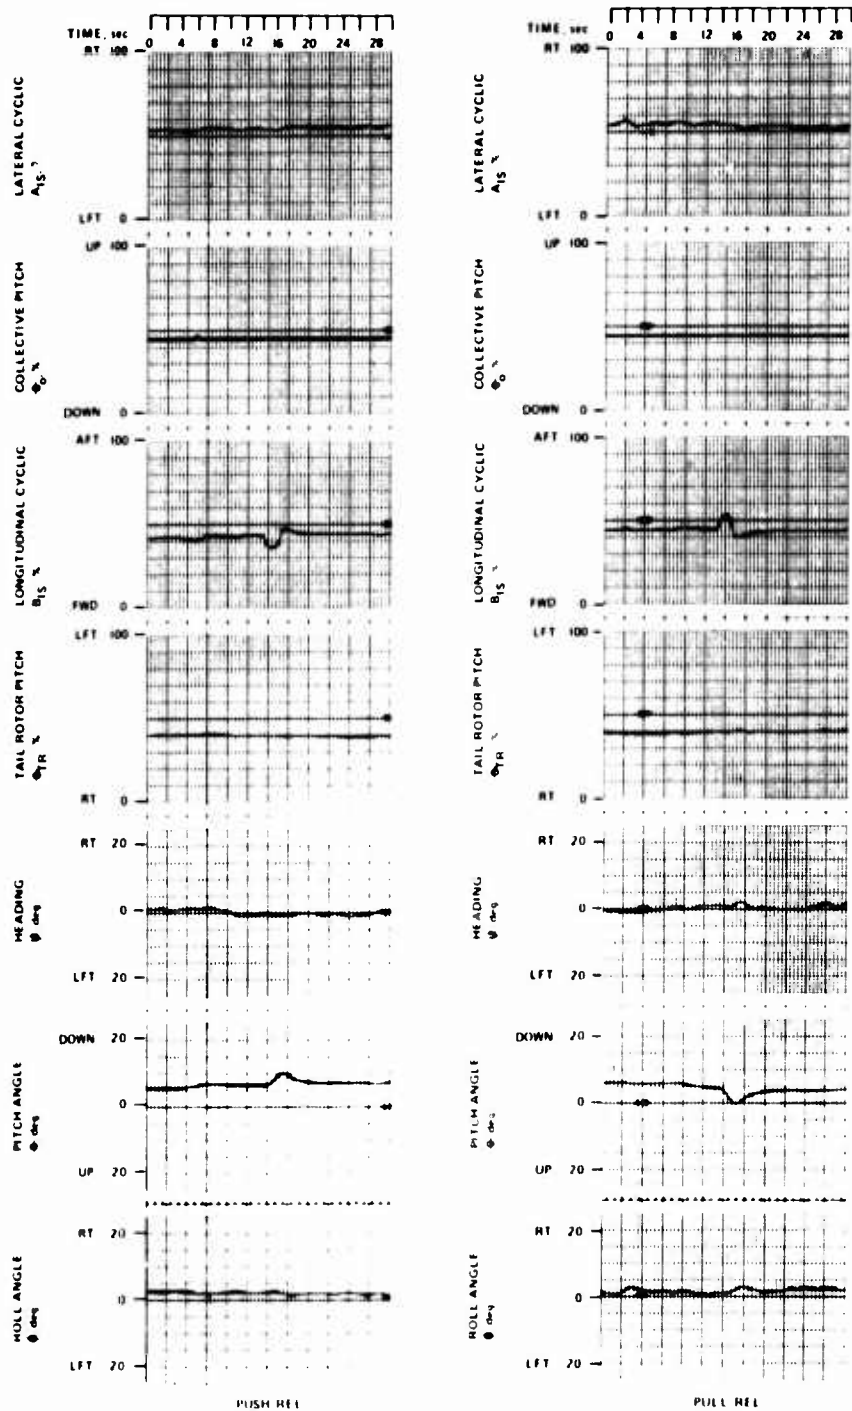 TIME, sec
0 4 8 12 16 20 24 28
RT 100
LATERAL CYCLIC
A1S, ?
LFT 0
UP 100
COLLECTIVE PITCH
Φo, %
DOWN 0
AFT 100
LONGITUDINAL CYCLIC
B1S %
FWD 0
LFT 100
TAIL ROTOR PITCH
ΦTR %
RT 0
RT 20
HEADING
ψ deg
0
LFT 20
DOWN 20
PITCH ANGLE
Φ deg
0
UP 20
RT 20
ROLL ANGLE
Φ deg
0
LFT 20
PUSH REL
TIME, sec
0 4 8 12 16 20 24 28
RT 100
LATERAL CYCLIC
A1S %
LFT 0
UP 100
COLLECTIVE PITCH
Φo %
DOWN 0
AFT 100
LONGITUDINAL CYCLIC
B1S %
FWD 0
LFT 100
TAIL ROTOR PITCH
ΦTR %
RT 0
RT 20
HEADING
ψ deg
0
LFT 20
DOWN 20
PITCH ANGLE
Φ deg
0
UP 20
RT 20
ROLL ANGLE
Φ deg
0
LFT 20
PULL REL